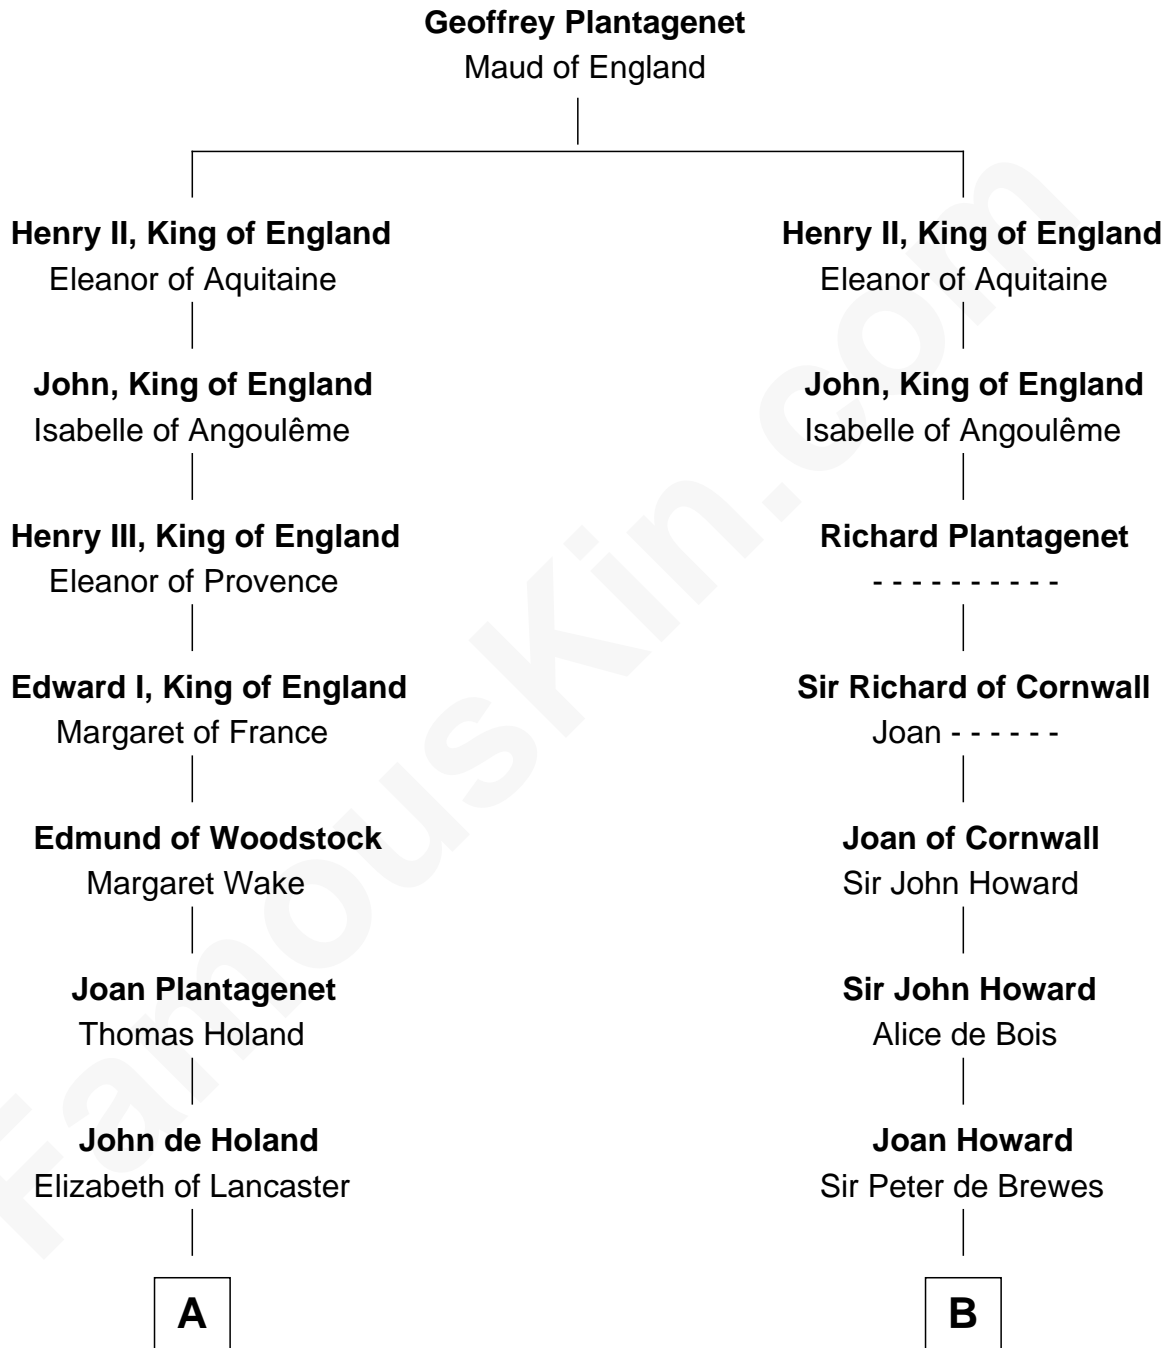 Geoffrey Plantagenet
Maud of England
Henry II, King of England
Eleanor of Aquitaine
John, King of England
Isabelle of Angoulême
Henry III, King of England
Eleanor of Provence
Edward I, King of England
Margaret of France
Edmund of Woodstock
Margaret Wake
Joan Plantagenet
Thomas Holand
John de Holand
Elizabeth of Lancaster
A
Henry II, King of England
Eleanor of Aquitaine
John, King of England
Isabelle of Angoulême
Richard Plantagenet
- - - - - - - - - -
Sir Richard of Cornwall
Joan - - - - - -
Joan of Cornwall
Sir John Howard
Sir John Howard
Alice de Bois
Joan Howard
Sir Peter de Brewes
B
FamousKin.com